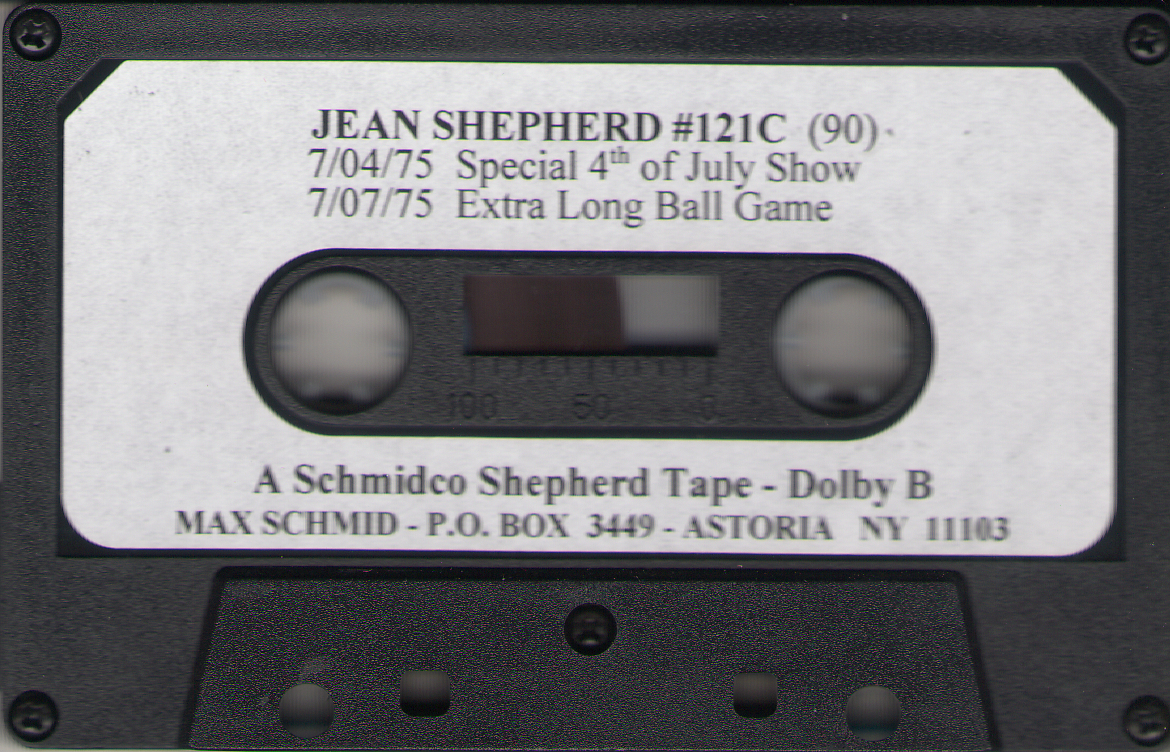 JEAN SHEPHERD #121C (90)
7/04/75 Special 4th of July Show
7/07/75 Extra Long Ball Game
100 50 0
A Schmidco Shepherd Tape - Dolby B
MAX SCHMID - P.O. BOX 3449 - ASTORIA NY 11103